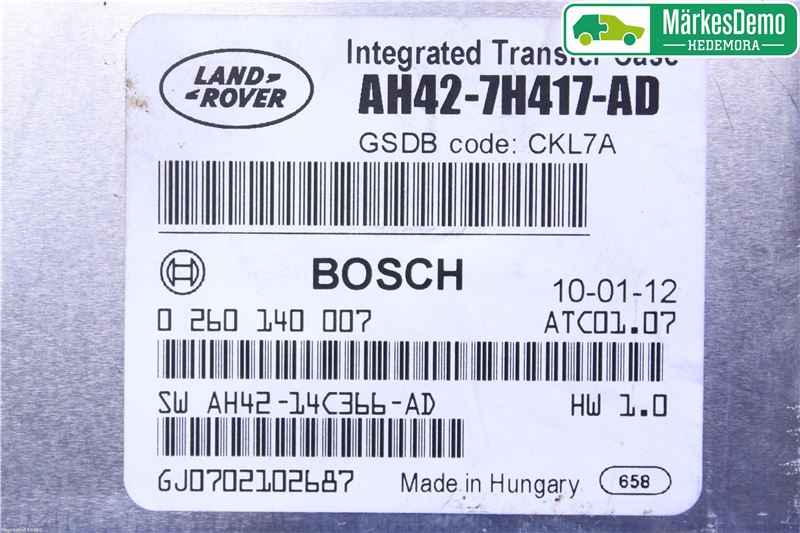 MärkesDemo
HEDEMORA
LAND-
-ROVER
Integrated Transfer Case
AH42-7H417-AD
GSDB code: CKL7A
BOSCH
10-01-12
0 260 140 007
ATC01.07
SW AH42-14C366-AD
HW 1.0
GJ0702102687
Made in Hungary
658